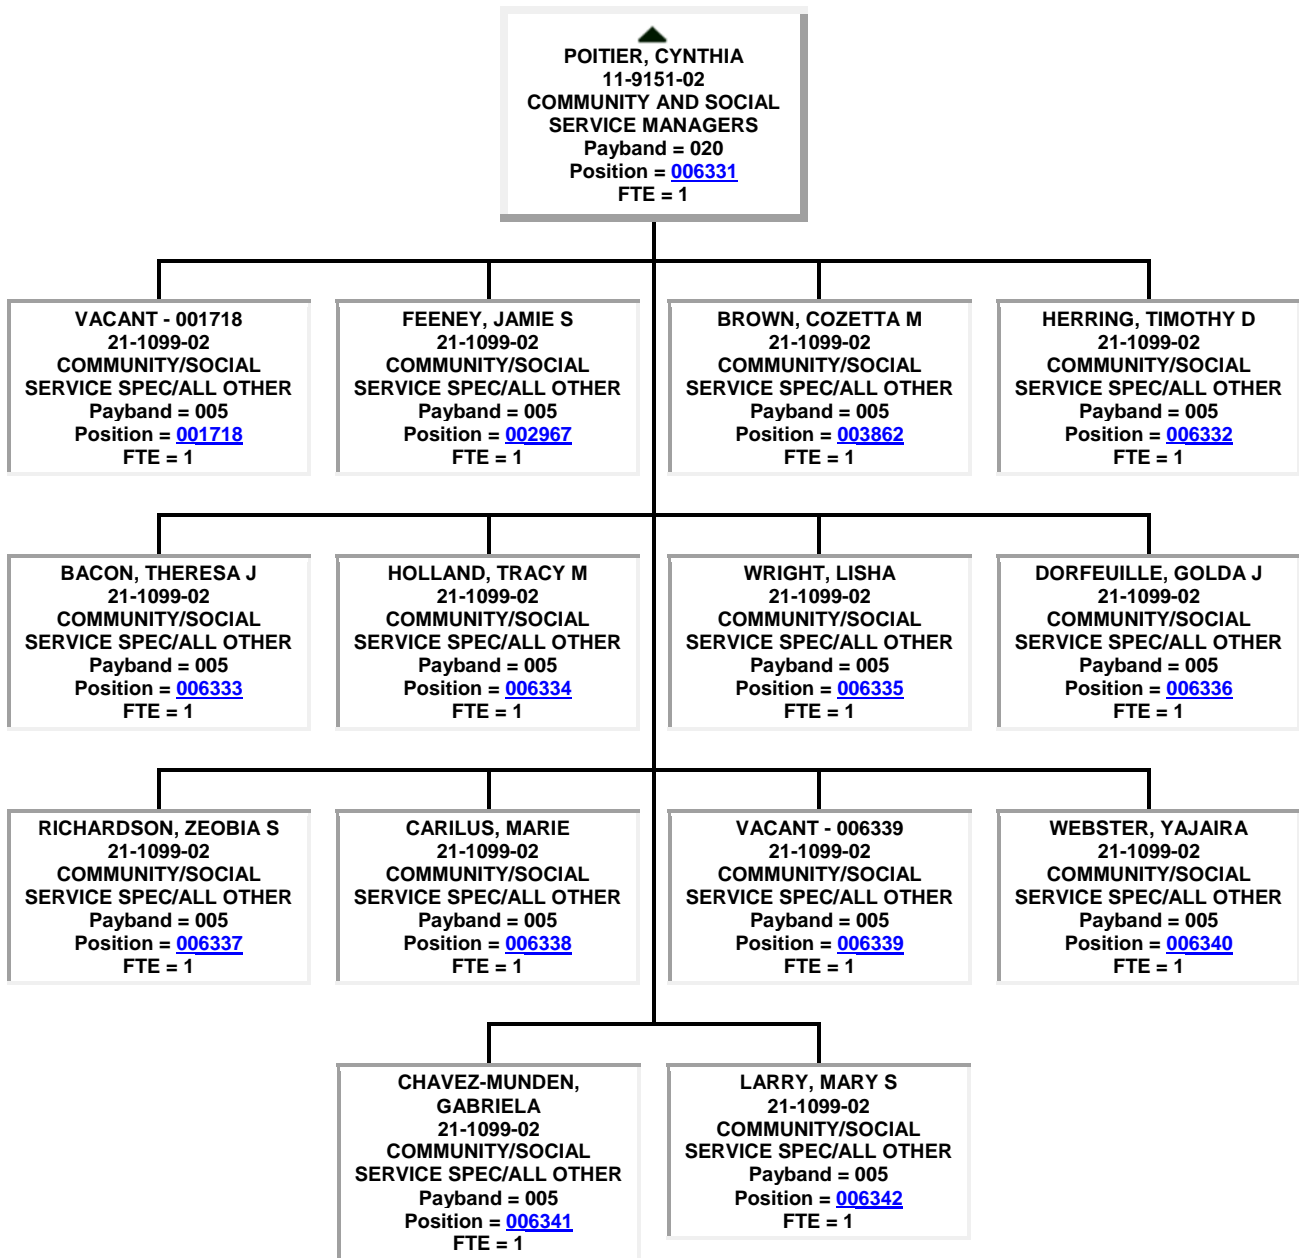 POITIER, CYNTHIA
11-9151-02
COMMUNITY AND SOCIAL
SERVICE MANAGERS
Payband = 020
Position = 006331
FTE = 1
VACANT - 001718
21-1099-02
COMMUNITY/SOCIAL
SERVICE SPEC/ALL OTHER
Payband = 005
Position = 001718
FTE = 1
FEENEY, JAMIE S
21-1099-02
COMMUNITY/SOCIAL
SERVICE SPEC/ALL OTHER
Payband = 005
Position = 002967
FTE = 1
BROWN, COZETTA M
21-1099-02
COMMUNITY/SOCIAL
SERVICE SPEC/ALL OTHER
Payband = 005
Position = 003862
FTE = 1
HERRING, TIMOTHY D
21-1099-02
COMMUNITY/SOCIAL
SERVICE SPEC/ALL OTHER
Payband = 005
Position = 006332
FTE = 1
BACON, THERESA J
21-1099-02
COMMUNITY/SOCIAL
SERVICE SPEC/ALL OTHER
Payband = 005
Position = 006333
FTE = 1
HOLLAND, TRACY M
21-1099-02
COMMUNITY/SOCIAL
SERVICE SPEC/ALL OTHER
Payband = 005
Position = 006334
FTE = 1
WRIGHT, LISHA
21-1099-02
COMMUNITY/SOCIAL
SERVICE SPEC/ALL OTHER
Payband = 005
Position = 006335
FTE = 1
DORFEUILLE, GOLDA J
21-1099-02
COMMUNITY/SOCIAL
SERVICE SPEC/ALL OTHER
Payband = 005
Position = 006336
FTE = 1
RICHARDSON, ZEOBIA S
21-1099-02
COMMUNITY/SOCIAL
SERVICE SPEC/ALL OTHER
Payband = 005
Position = 006337
FTE = 1
CARILUS, MARIE
21-1099-02
COMMUNITY/SOCIAL
SERVICE SPEC/ALL OTHER
Payband = 005
Position = 006338
FTE = 1
VACANT - 006339
21-1099-02
COMMUNITY/SOCIAL
SERVICE SPEC/ALL OTHER
Payband = 005
Position = 006339
FTE = 1
WEBSTER, YAJAIRA
21-1099-02
COMMUNITY/SOCIAL
SERVICE SPEC/ALL OTHER
Payband = 005
Position = 006340
FTE = 1
CHAVEZ-MUNDEN,
GABRIELA
21-1099-02
COMMUNITY/SOCIAL
SERVICE SPEC/ALL OTHER
Payband = 005
Position = 006341
FTE = 1
LARRY, MARY S
21-1099-02
COMMUNITY/SOCIAL
SERVICE SPEC/ALL OTHER
Payband = 005
Position = 006342
FTE = 1